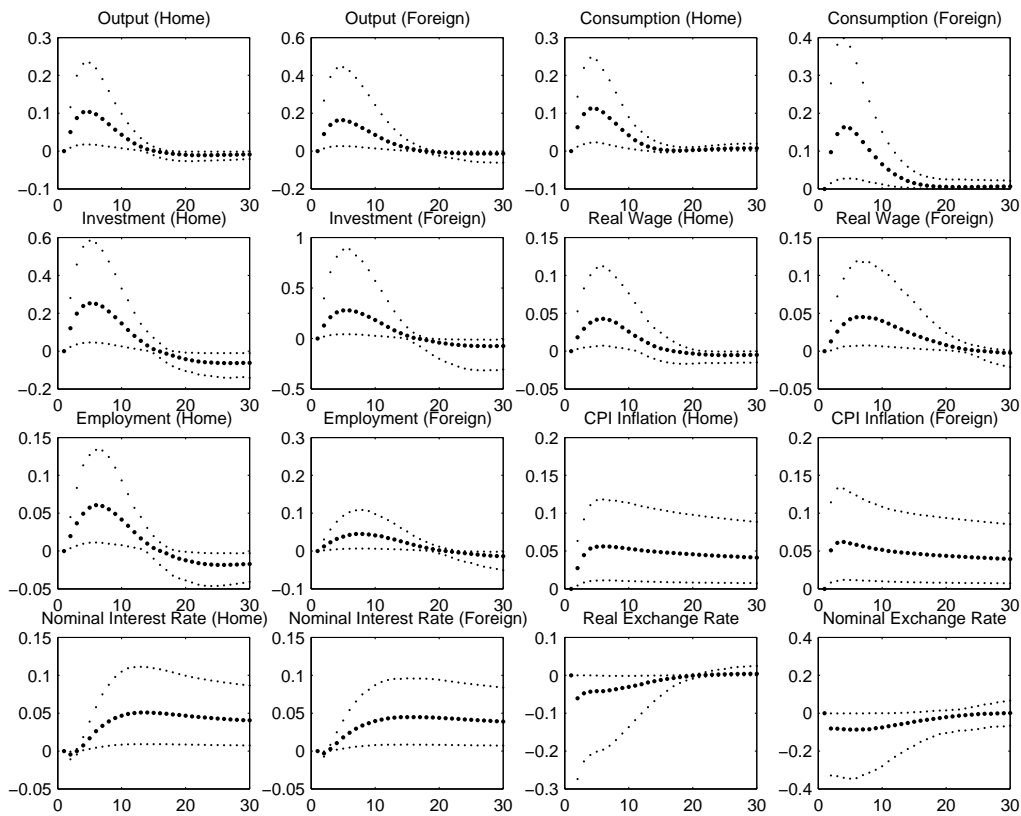 Output (Home)
0.3
0.2
0.1
0
−0.1
0 10 20 30
Output (Foreign)
0.6
0.4
0.2
0
−0.2
0 10 20 30
Consumption (Home)
0.3
0.2
0.1
0
−0.1
0 10 20 30
Consumption (Foreign)
0.4
0.3
0.2
0.1
0
0 10 20 30
Investment (Home)
0.6
0.4
0.2
0
−0.2
0 10 20 30
Investment (Foreign)
1
0.5
0
−0.5
0 10 20 30
Real Wage (Home)
0.15
0.1
0.05
0
−0.05
0 10 20 30
Real Wage (Foreign)
0.15
0.1
0.05
0
−0.05
0 10 20 30
Employment (Home)
0.15
0.1
0.05
0
−0.05
0 10 20 30
Employment (Foreign)
0.3
0.2
0.1
0
−0.1
0 10 20 30
CPI Inflation (Home)
0.2
0.15
0.1
0.05
0
0 10 20 30
CPI Inflation (Foreign)
0.2
0.15
0.1
0.05
0
0 10 20 30
Nominal Interest Rate (Home)
0.15
0.1
0.05
0
−0.05
0 10 20 30
Nominal Interest Rate (Foreign)
0.15
0.1
0.05
0
−0.05
0 10 20 30
Real Exchange Rate
0.1
0
−0.1
−0.2
−0.3
0 10 20 30
Nominal Exchange Rate
0.4
0.2
0
−0.2
−0.4
0 10 20 30